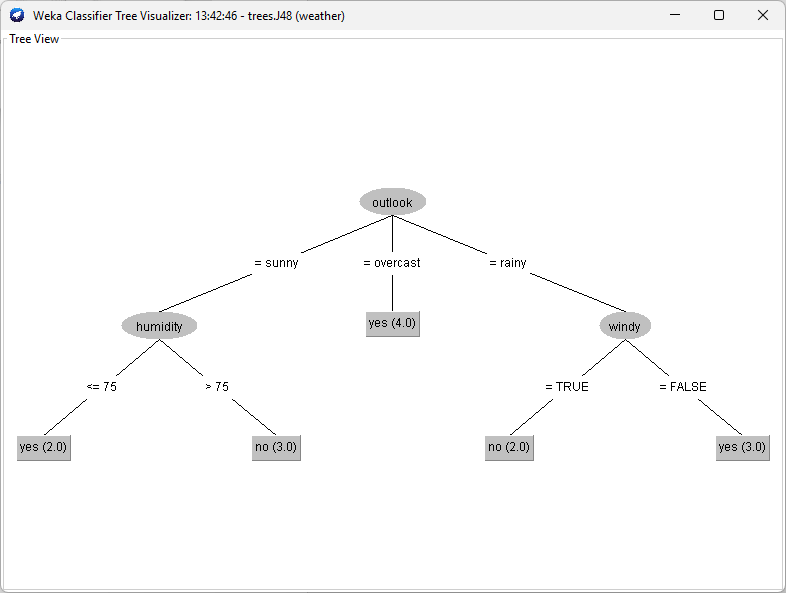 Weka Classifier Tree Visualizer: 13:42:46 - trees.J48 (weather)
Tree View
outlook
= sunny
= overcast
= rainy
humidity
yes (4.0)
windy
<= 75
> 75
= TRUE
= FALSE
yes (2.0)
no (3.0)
no (2.0)
yes (3.0)